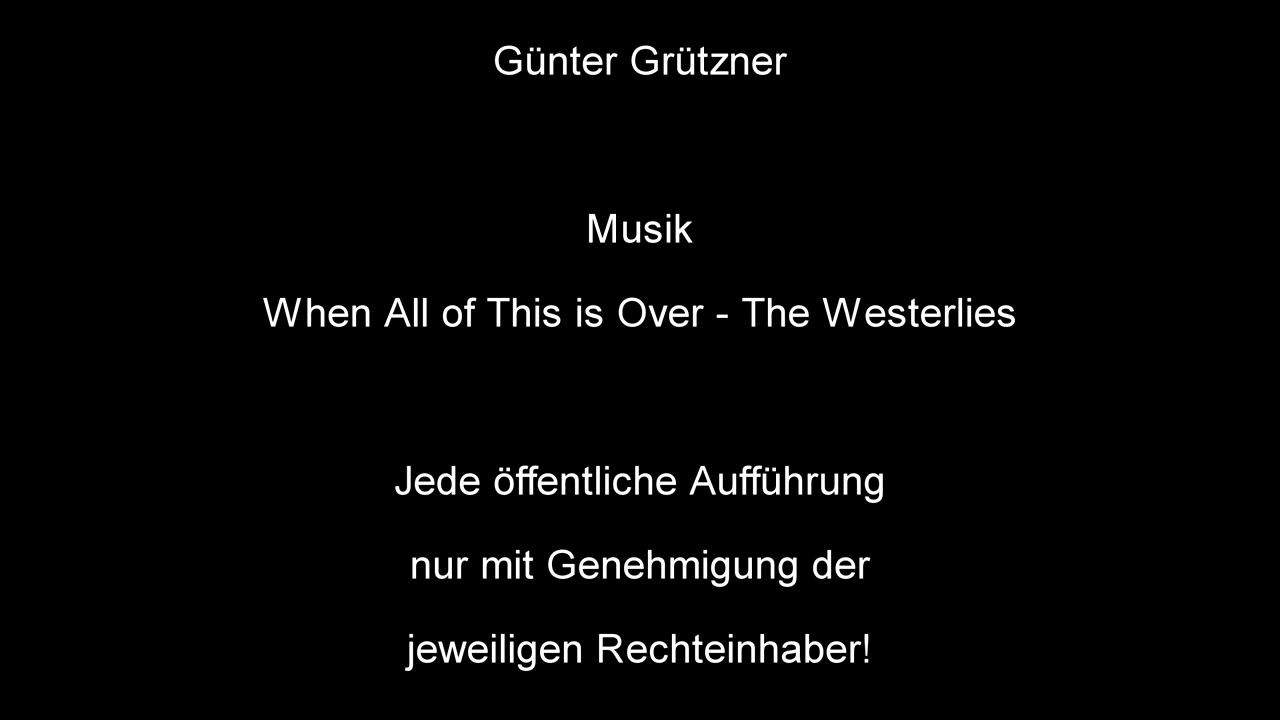 Günter Grützner
Musik
When All of This is Over - The Westerlies
Jede öffentliche Aufführung
nur mit Genehmigung der
jeweiligen Rechteinhaber!